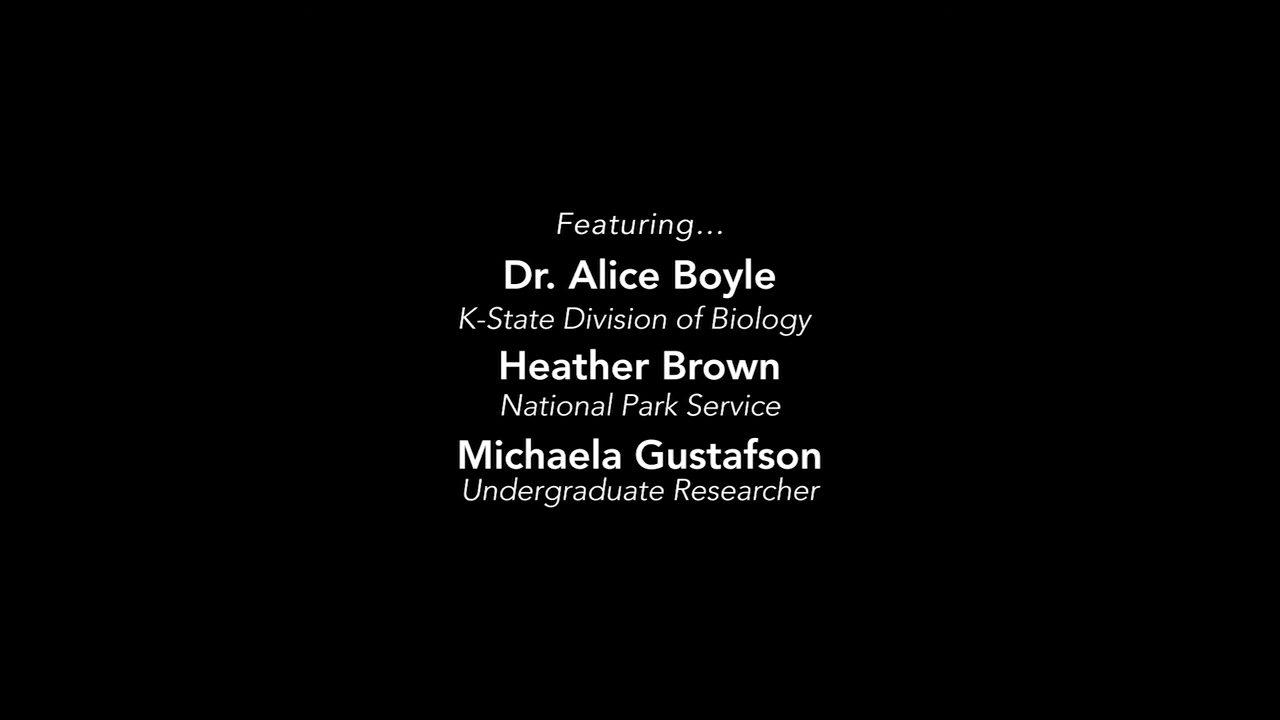 Featuring...
Dr. Alice Boyle
K-State Division of Biology
Heather Brown
National Park Service
Michaela Gustafson
Undergraduate Researcher